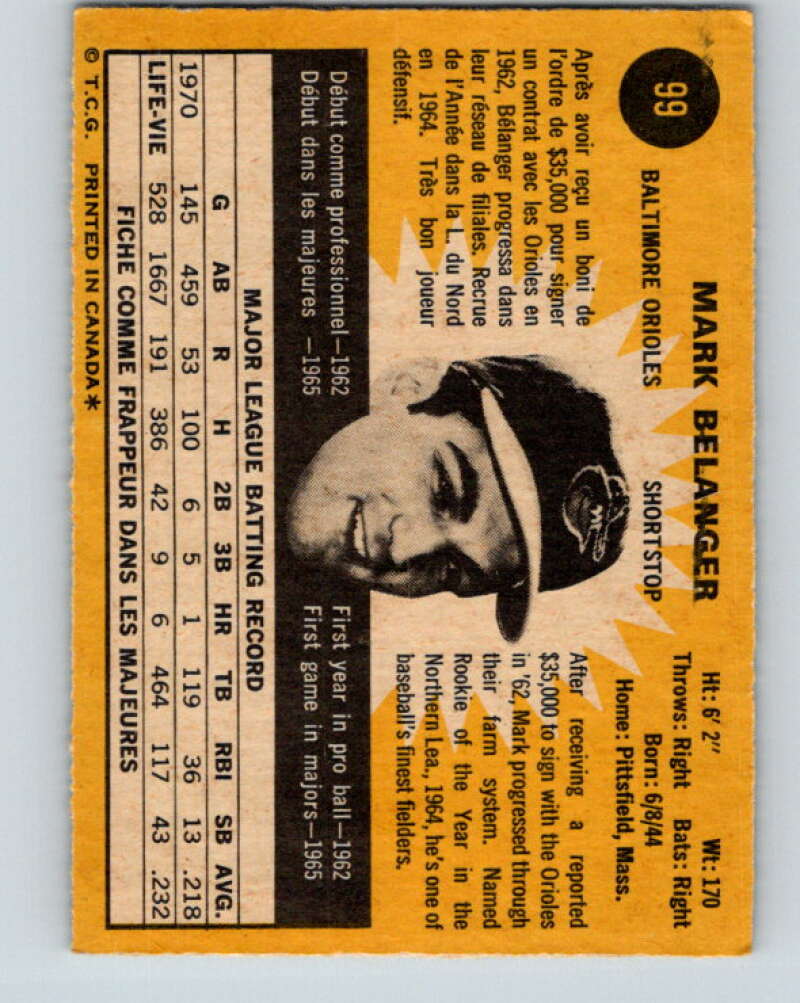 99
MARK BELANGER
BALTIMORE ORIOLES SHORTSTOP
Ht: 6' 2" Wt: 170
Throws: Right Bats: Right
Born: 6/8/44
Home: Pittsfield, Mass.
Après avoir reçu un boni de
l'ordre de $35,000 pour signer
un contrat avec les Orioles en
1962, Bélanger progressa dans
leur réseau de filiales. Recrue
de l'Année dans la L. du Nord
en 1964. Très bon joueur
défensif.
After receiving a reported
$35,000 to sign with the Orioles
in '62, Mark progressed through
their farm system. Named
Rookie of the Year in the
Northern Lea., 1964, he's one of
baseball's finest fielders.
Début comme professionnel—1962
Début dans les majeures —1965
First year in pro ball—1962
First game in majors—1965
MAJOR LEAGUE BATTING RECORD
G AB R H 2B 3B HR TB RBI SB AVG.
1970 145 459 53 100 6 5 1 119 36 13 .218
LIFE-VIE 528 1667 191 386 42 9 6 464 117 43 .232
FICHE COMME FRAPPEUR DANS LES MAJEURES
© T.C.G. PRINTED IN CANADA*